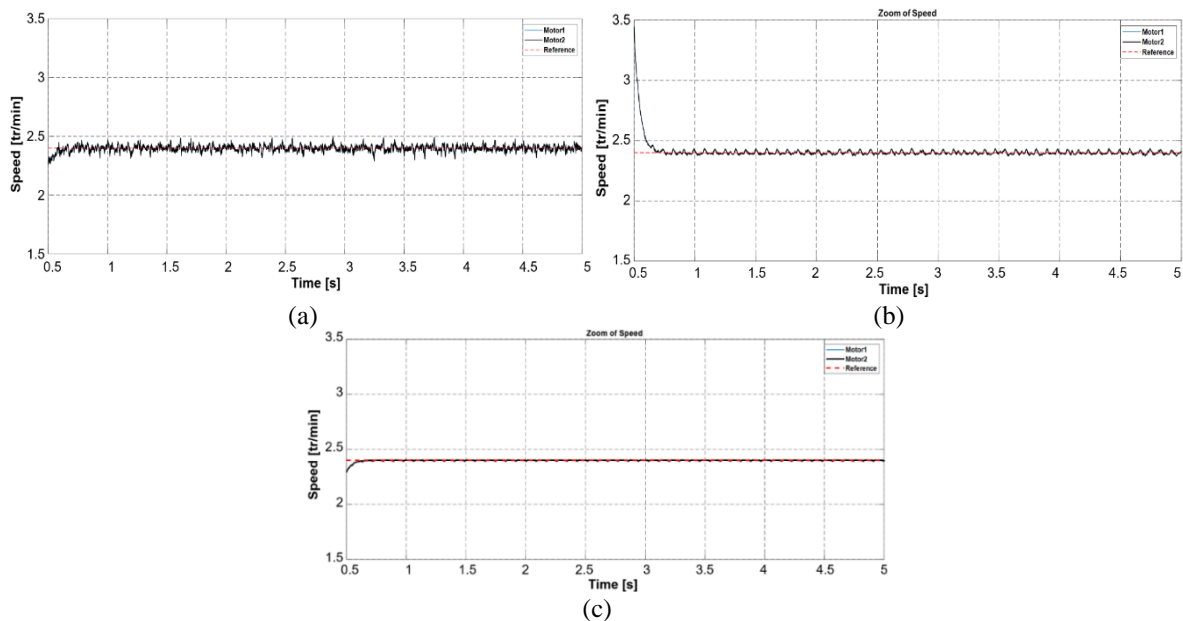 3.5
3
2.5
2
1.5
Speed [tr/min]
Motor1
Motor2
Reference
0.5 1 1.5 2 2.5 3 3.5 4 4.5 5
Time [s]
(a)
Zoom of Speed
3.5
3
2.5
2
1.5
Speed [tr/min]
Motor1
Motor2
Reference
0.5 1 1.5 2 2.5 3 3.5 4 4.5 5
Time [s]
(b)
Zoom of Speed
3.5
3
2.5
2
1.5
Speed [tr/min]
Motor1
Motor2
Reference
0.5 1 1.5 2 2.5 3 3.5 4 4.5 5
Time [s]
(c)